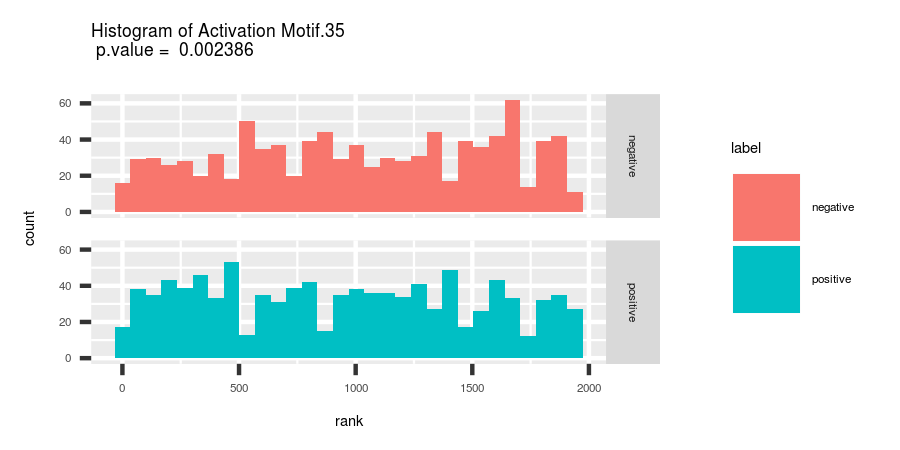 Histogram of Activation Motif.35
p.value = 0.002386
60
40
20
0
negative
60
40
20
0
positive
0 500 1000 1500 2000
rank
count
label
negative
positive